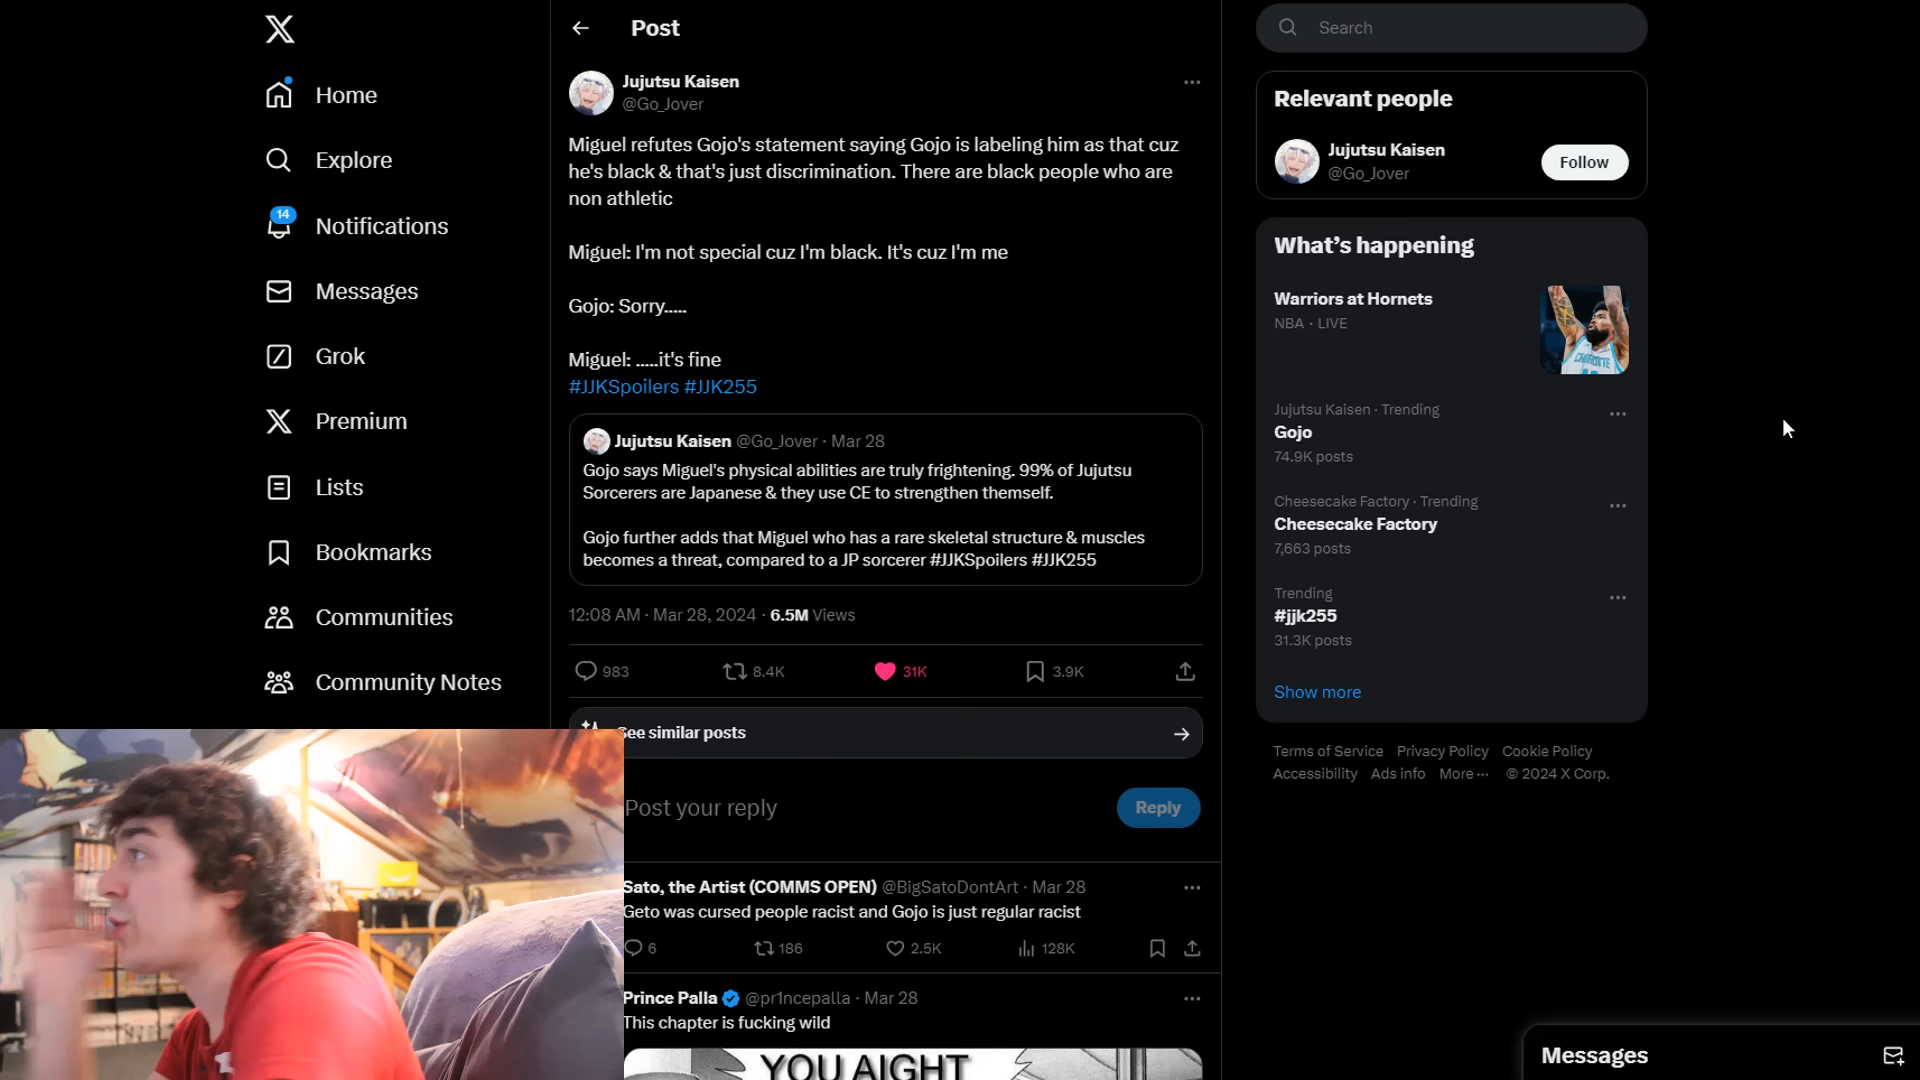 Home
Explore
14
Notifications
Messages
Grok
Premium
Lists
Bookmarks
Communities
Community Notes
Post
Jujutsu Kaisen
@Go_Jover
Miguel refutes Gojo's statement saying Gojo is labeling him as that cuz
he's black & that's just discrimination. There are black people who are
non athletic
Miguel: I'm not special cuz I'm black. It's cuz I'm me
Gojo: Sorry.....
Miguel: .....it's fine
#JJKSpoilers #JJK255
Jujutsu Kaisen @Go_Jover · Mar 28
Gojo says Miguel's physical abilities are truly frightening. 99% of Jujutsu
Sorcerers are Japanese & they use CE to strengthen themself.
Gojo further adds that Miguel who has a rare skeletal structure & muscles
becomes a threat, compared to a JP sorcerer #JJKSpoilers #JJK255
12:08 AM · Mar 28, 2024 · 6.5M Views
983 8.4K 31K 3.9K
See similar posts
Post your reply
Reply
Sato, the Artist (COMMS OPEN) @BigSatoDontArt · Mar 28
Geto was cursed people racist and Gojo is just regular racist
6 186 2.5K 128K
Prince Palla @pr1ncepalla · Mar 28
This chapter is fucking wild
YOU AIGHT
Search
Relevant people
Jujutsu Kaisen
@Go_Jover
Follow
What's happening
Warriors at Hornets
NBA · LIVE
Jujutsu Kaisen · Trending
Gojo
74.9K posts
Cheesecake Factory · Trending
Cheesecake Factory
7,663 posts
Trending
#jjk255
31.3K posts
Show more
Terms of Service Privacy Policy Cookie Policy
Accessibility Ads info More ··· © 2024 X Corp.
Messages